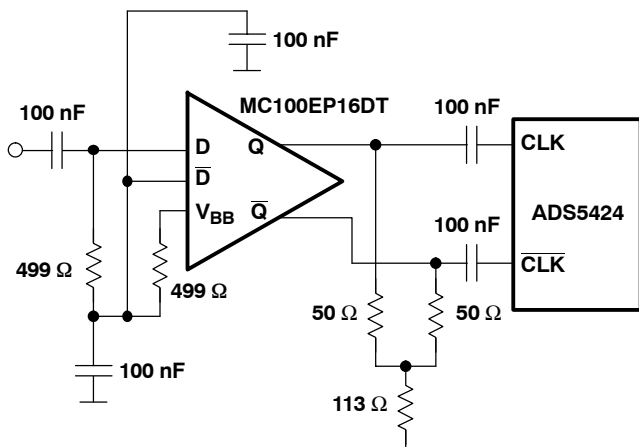 100 nF
MC100EP16DT
100 nF
100 nF
D
Q
CLK
D̅
ADS5424
V_BB
Q̅
100 nF
C̅L̅K̅
499 Ω
499 Ω
50 Ω
50 Ω
100 nF
113 Ω